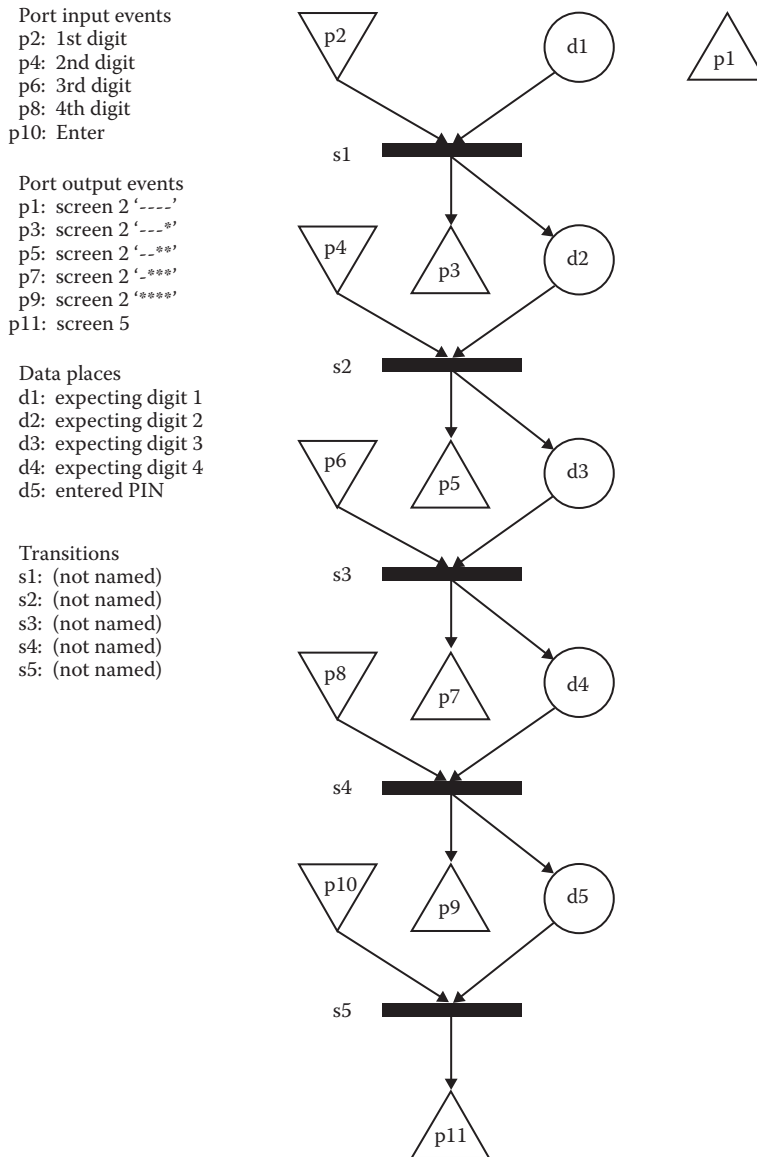 Port input events
p2: 1st digit
p4: 2nd digit
p6: 3rd digit
p8: 4th digit
p10: Enter
Port output events
p1: screen 2 ‘----’
p3: screen 2 ‘---*’
p5: screen 2 ‘--**’
p7: screen 2 ‘-***’
p9: screen 2 ‘****’
p11: screen 5
Data places
d1: expecting digit 1
d2: expecting digit 2
d3: expecting digit 3
d4: expecting digit 4
d5: entered PIN
Transitions
s1: (not named)
s2: (not named)
s3: (not named)
s4: (not named)
s5: (not named)
p2
d1
p1
s1
p4
p3
d2
s2
p6
p5
d3
s3
p8
p7
d4
s4
p10
p9
d5
s5
p11